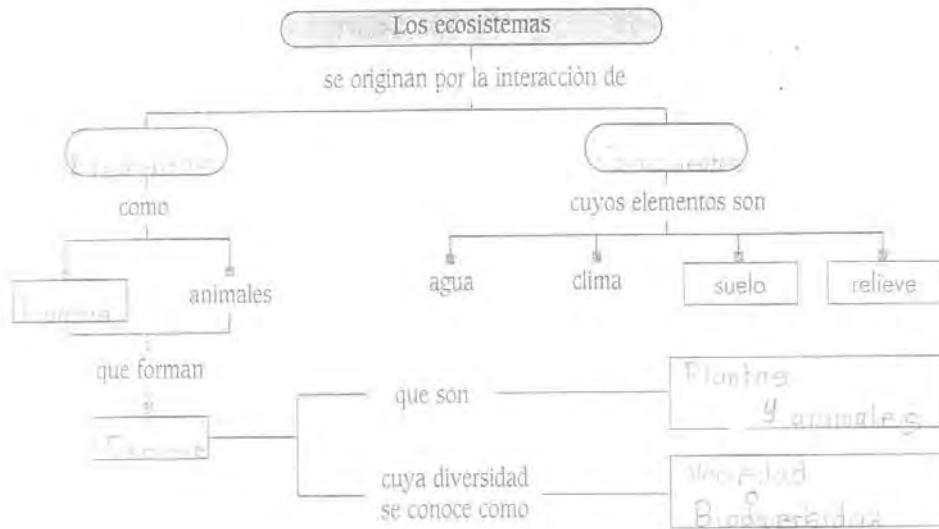 Los ecosistemas
se originan por la interacción de
como
cuyos elementos son
animales
agua
clima
suelo
relieve
que forman
que son
Plantas
y animales
cuya diversidad
se conoce como
o